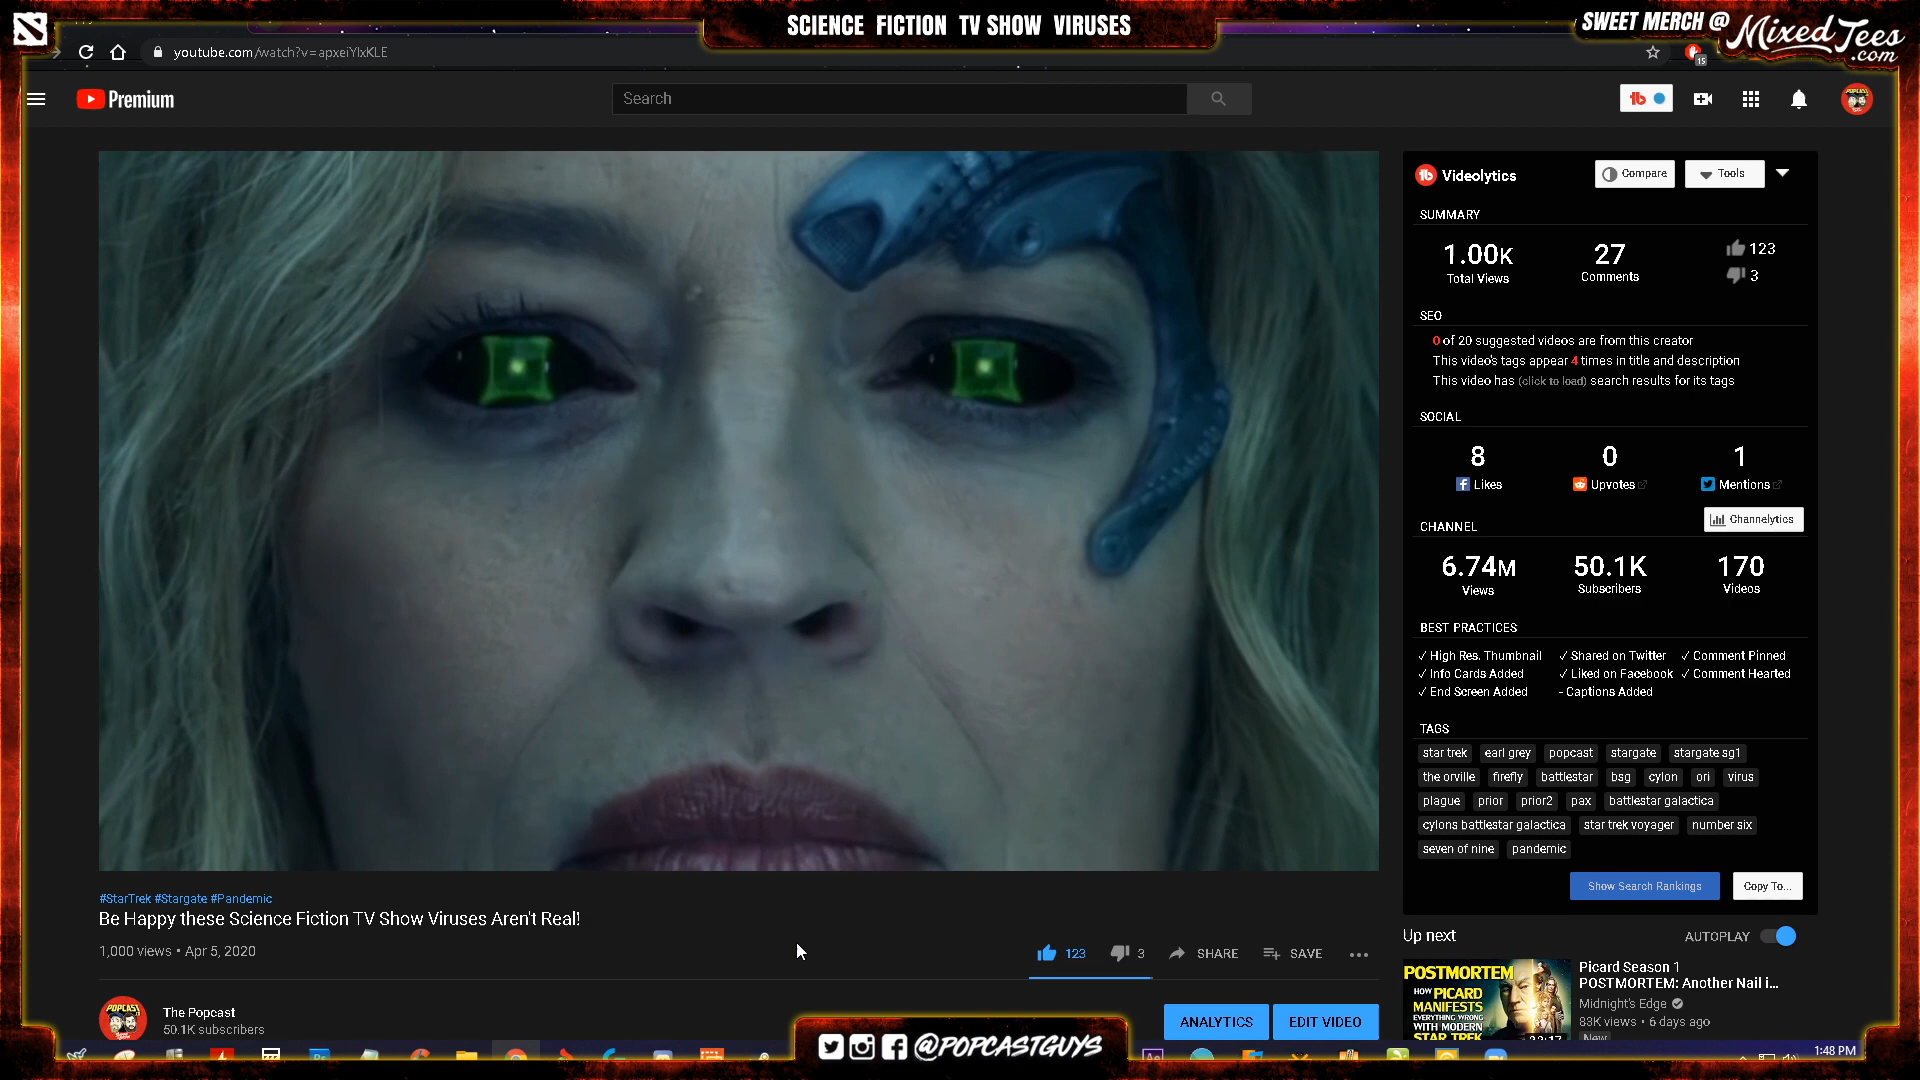 SCIENCE FICTION TV SHOW VIRUSES
SWEET MERCH @ MixedTees.com
youtube.com/watch?v=apxeiYlxKLE
15
Premium
Search
Videolytics
Compare
Tools
SUMMARY
1.00K
Total Views
27
Comments
123
3
SEO
0 of 20 suggested videos are from this creator
This video's tags appear 4 times in title and description
This video has (click to load) search results for its tags
SOCIAL
8
Likes
0
Upvotes
1
Mentions
CHANNEL
Channelytics
6.74M
Views
50.1K
Subscribers
170
Videos
BEST PRACTICES
✓ High Res. Thumbnail ✓ Shared on Twitter ✓ Comment Pinned
✓ Info Cards Added ✓ Liked on Facebook ✓ Comment Hearted
✓ End Screen Added - Captions Added
TAGS
star trek earl grey popcast stargate stargate sg1
the orville firefly battlestar bsg cylon ori virus
plague prior prior2 pax battlestar galactica
cylons battlestar galactica star trek voyager number six
seven of nine pandemic
Show Search Rankings Copy To...
#StarTrek #Stargate #Pandemic
Be Happy these Science Fiction TV Show Viruses Aren't Real!
1,000 views • Apr 5, 2020
123 3 SHARE SAVE
The Popcast
50.1K subscribers
ANALYTICS EDIT VIDEO
Up next AUTOPLAY
POSTMORTEM
HOW PICARD
MANIFESTS
EVERYTHING WRONG
WITH MODERN
STAR TREK
Picard Season 1
POSTMORTEM: Another Nail i...
Midnight's Edge
83K views • 6 days ago
New
@POPCASTGUYS
1:48 PM